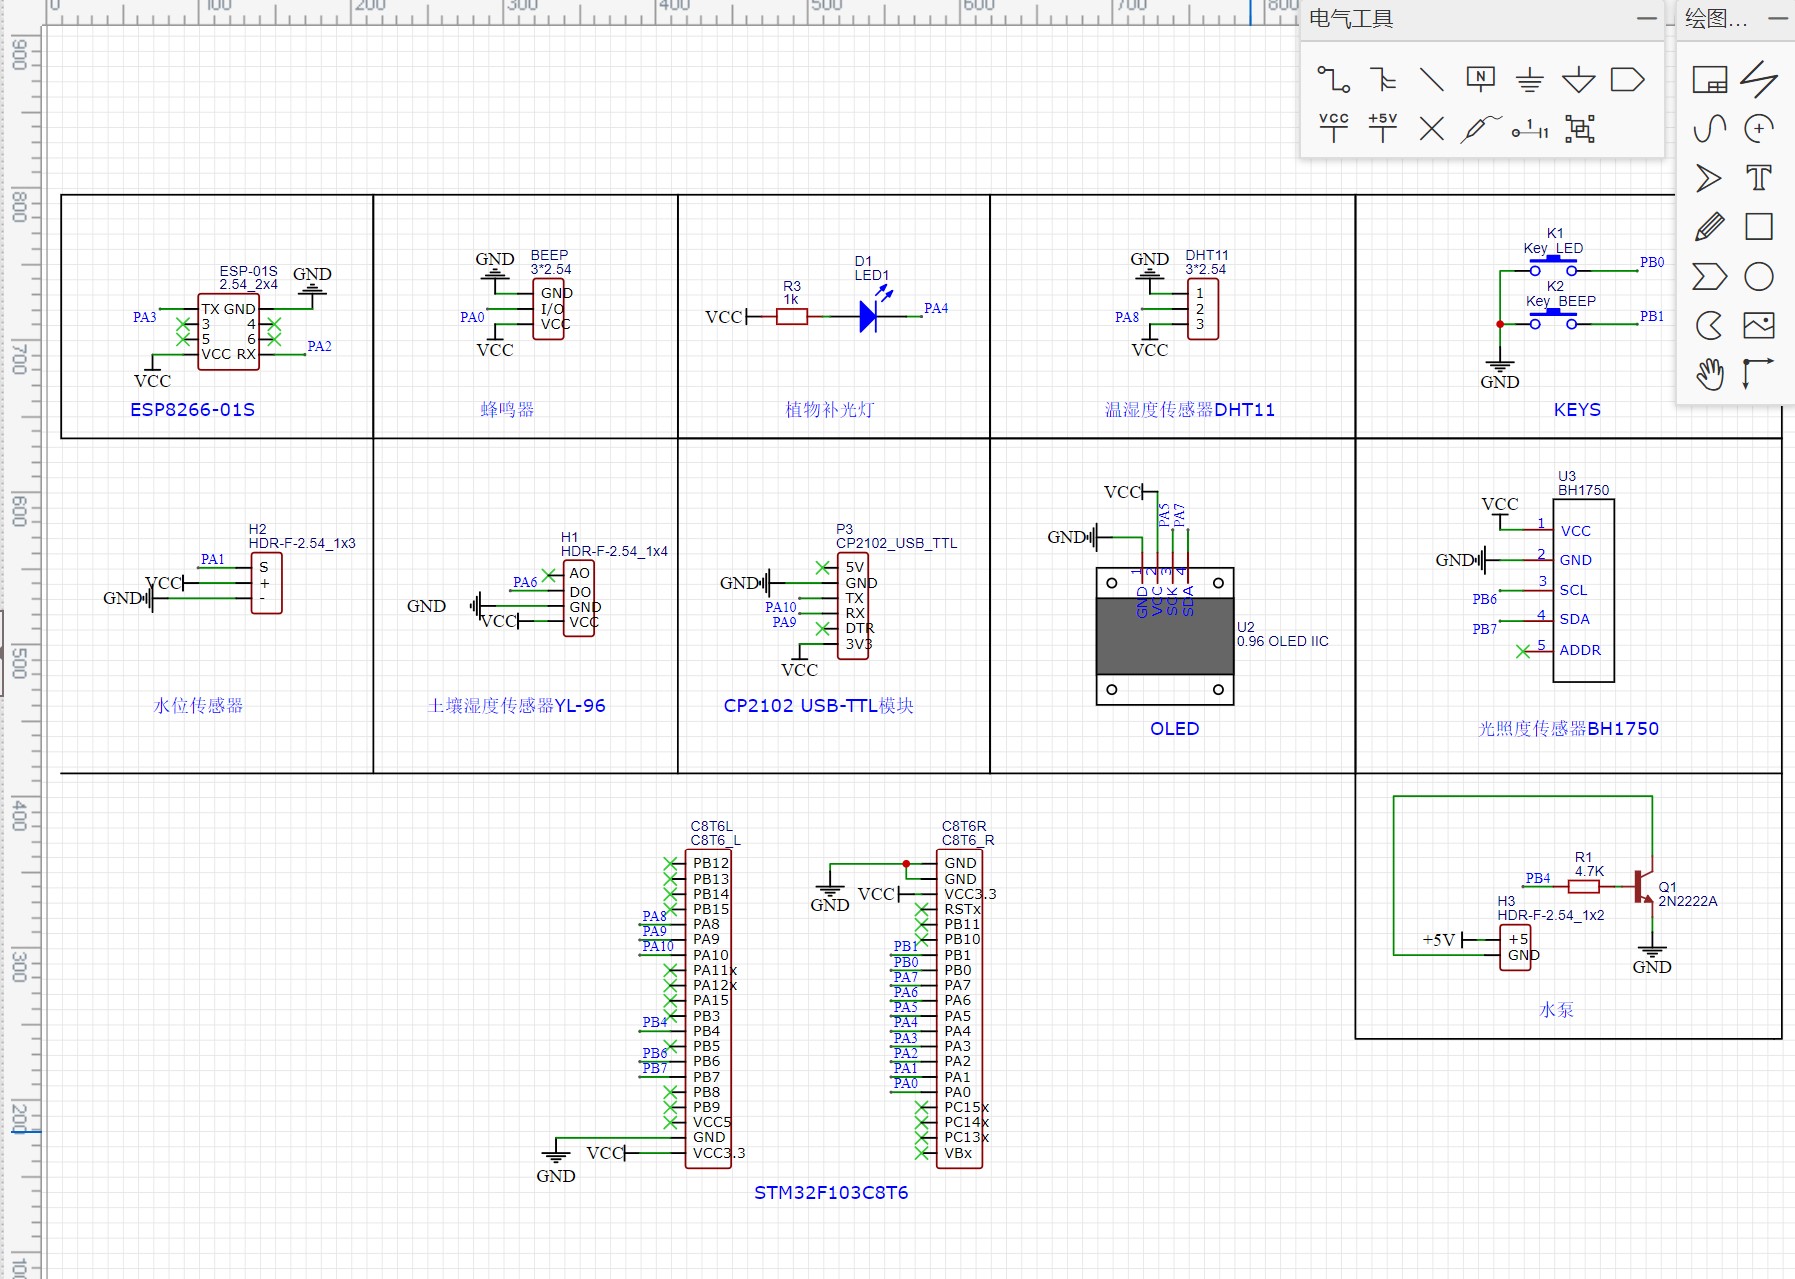 0 100 200 300 400 500 600 700 800
电气工具
绘图...
N
VCC +5V
1
1
T
900
800
700
600
500
400
300
200
100
ESP-01S
2.54_2x4
GND
TX GND
3 4
5 6
VCC RX
PA3
PA2
VCC
ESP8266-01S
GND
BEEP
3*2.54
GND
I/O
VCC
PA0
VCC
蜂鸣器
D1
LED1
R3
1k
VCC
PA4
植物补光灯
GND
DHT11
3*2.54
1
2
3
PA8
VCC
温湿度传感器DHT11
K1
Key_LED
PB0
K2
Key_BEEP
PB1
GND
KEYS
H2
HDR-F-2.54_1x3
PA1
S
VCC
+
GND
-
水位传感器
H1
HDR-F-2.54_1x4
AO
PA6
DO
GND
GND
VCC
VCC
土壤湿度传感器YL-96
P3
CP2102_USB_TTL
5V
GND
GND
TX
PA10
RX
PA9
DTR
3V3
VCC
CP2102 USB-TTL模块
VCC
PA5
PA7
GND
1 2 3 4
GND VCC SCK SDA
U2
0.96 OLED IIC
OLED
U3
BH1750
VCC
1 VCC
GND
2 GND
3 SCL
PB6
4 SDA
PB7
5 ADDR
光照度传感器BH1750
C8T6L
C8T6_L
PB12
PB13
PB14
PB15
PA8 PA8
PA9 PA9
PA10 PA10
PA11x
PA12x
PA15
PB3
PB4 PB4
PB5
PB6 PB6
PB7 PB7
PB8
PB9
VCC5
GND
VCC VCC3.3
GND
C8T6R
C8T6_R
GND
GND
VCC VCC3.3
GND
RSTx
PB11
PB10
PB1 PB1
PB0 PB0
PA7 PA7
PA6 PA6
PA5 PA5
PA4 PA4
PA3 PA3
PA2 PA2
PA1 PA1
PA0 PA0
PC15x
PC14x
PC13x
VBx
STM32F103C8T6
R1
4.7K
PB4
Q1
2N2222A
H3
HDR-F-2.54_1x2
+5V
+5
GND
GND
水泵